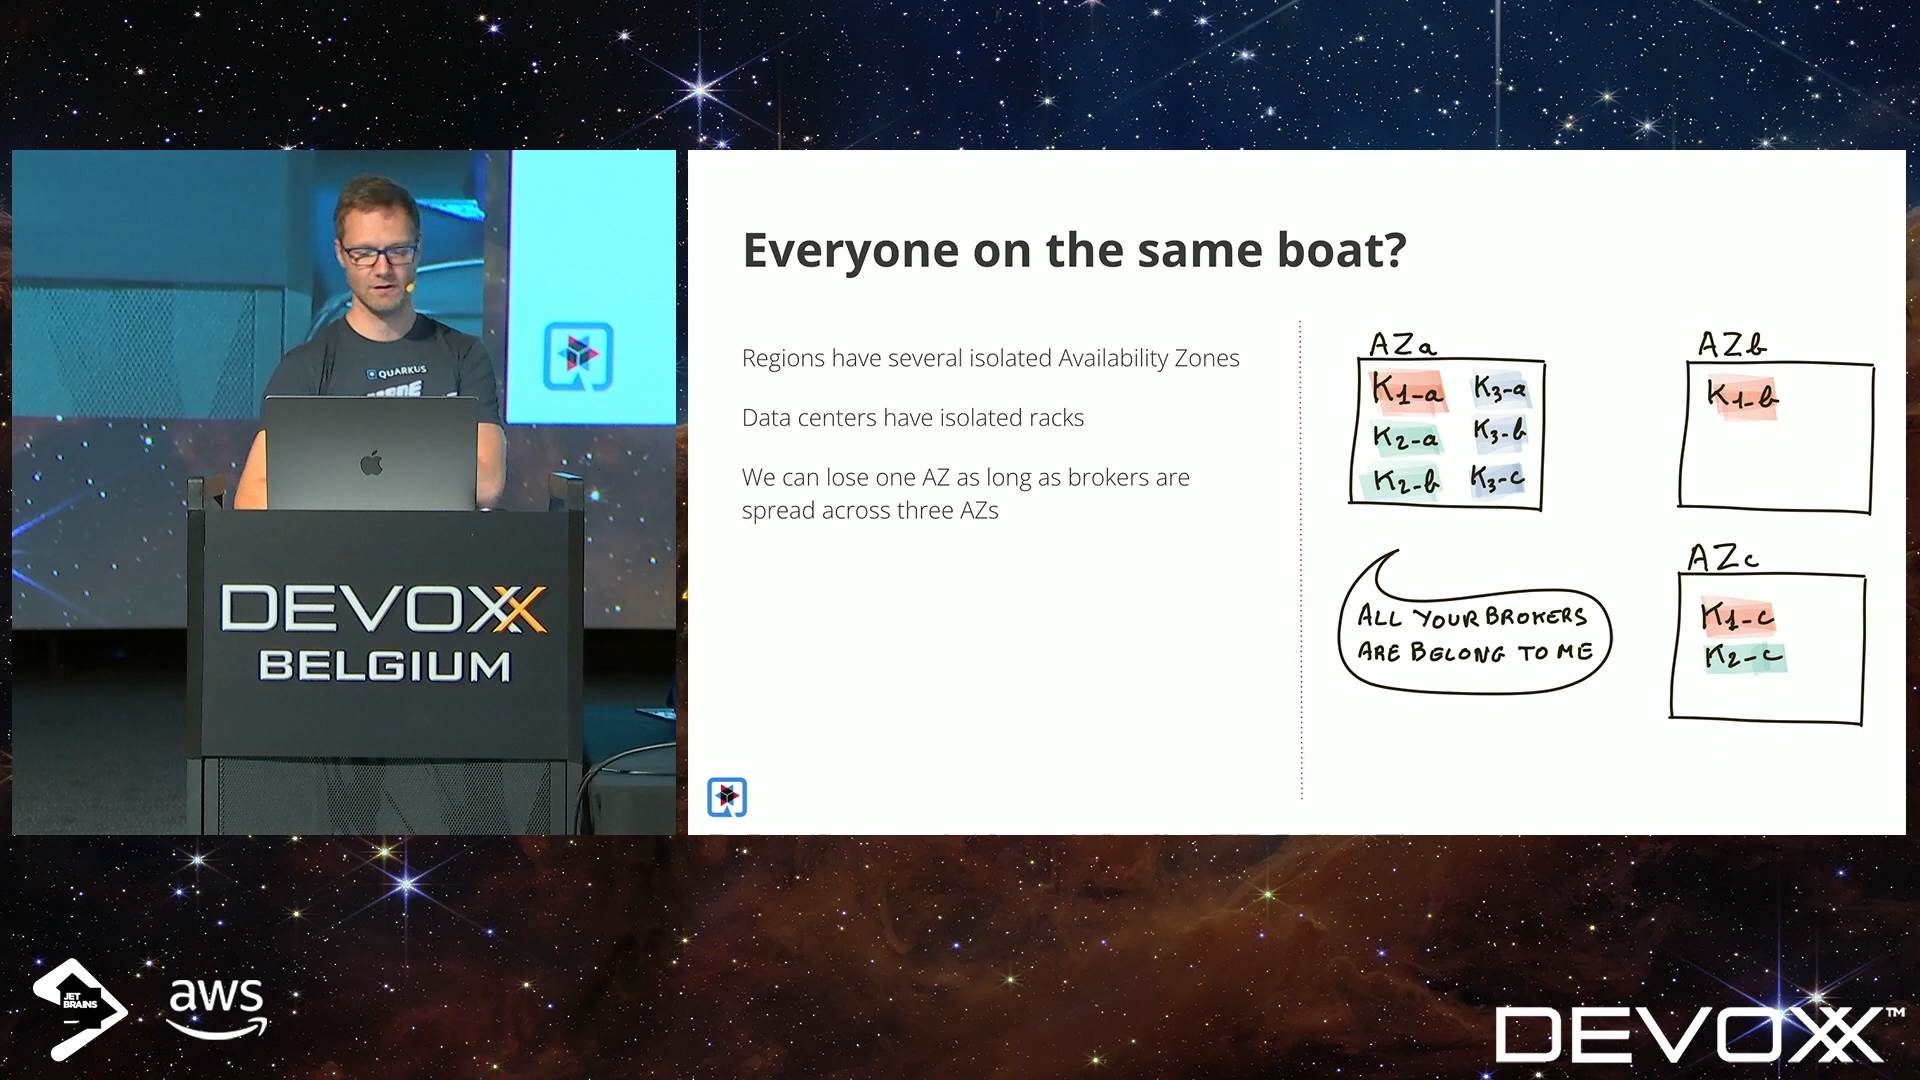 Everyone on the same boat?
Regions have several isolated Availability Zones
Data centers have isolated racks
We can lose one AZ as long as brokers are
spread across three AZs
AZa
K1-a K3-a
K2-a K3-b
K2-b K3-c
AZb
K1-b
AZc
K1-c
K2-c
ALL YOUR BROKERS
ARE BELONG TO ME
QUARKUS
DEVOXX
BELGIUM
JET
BRAINS
aws
DEVOXX™